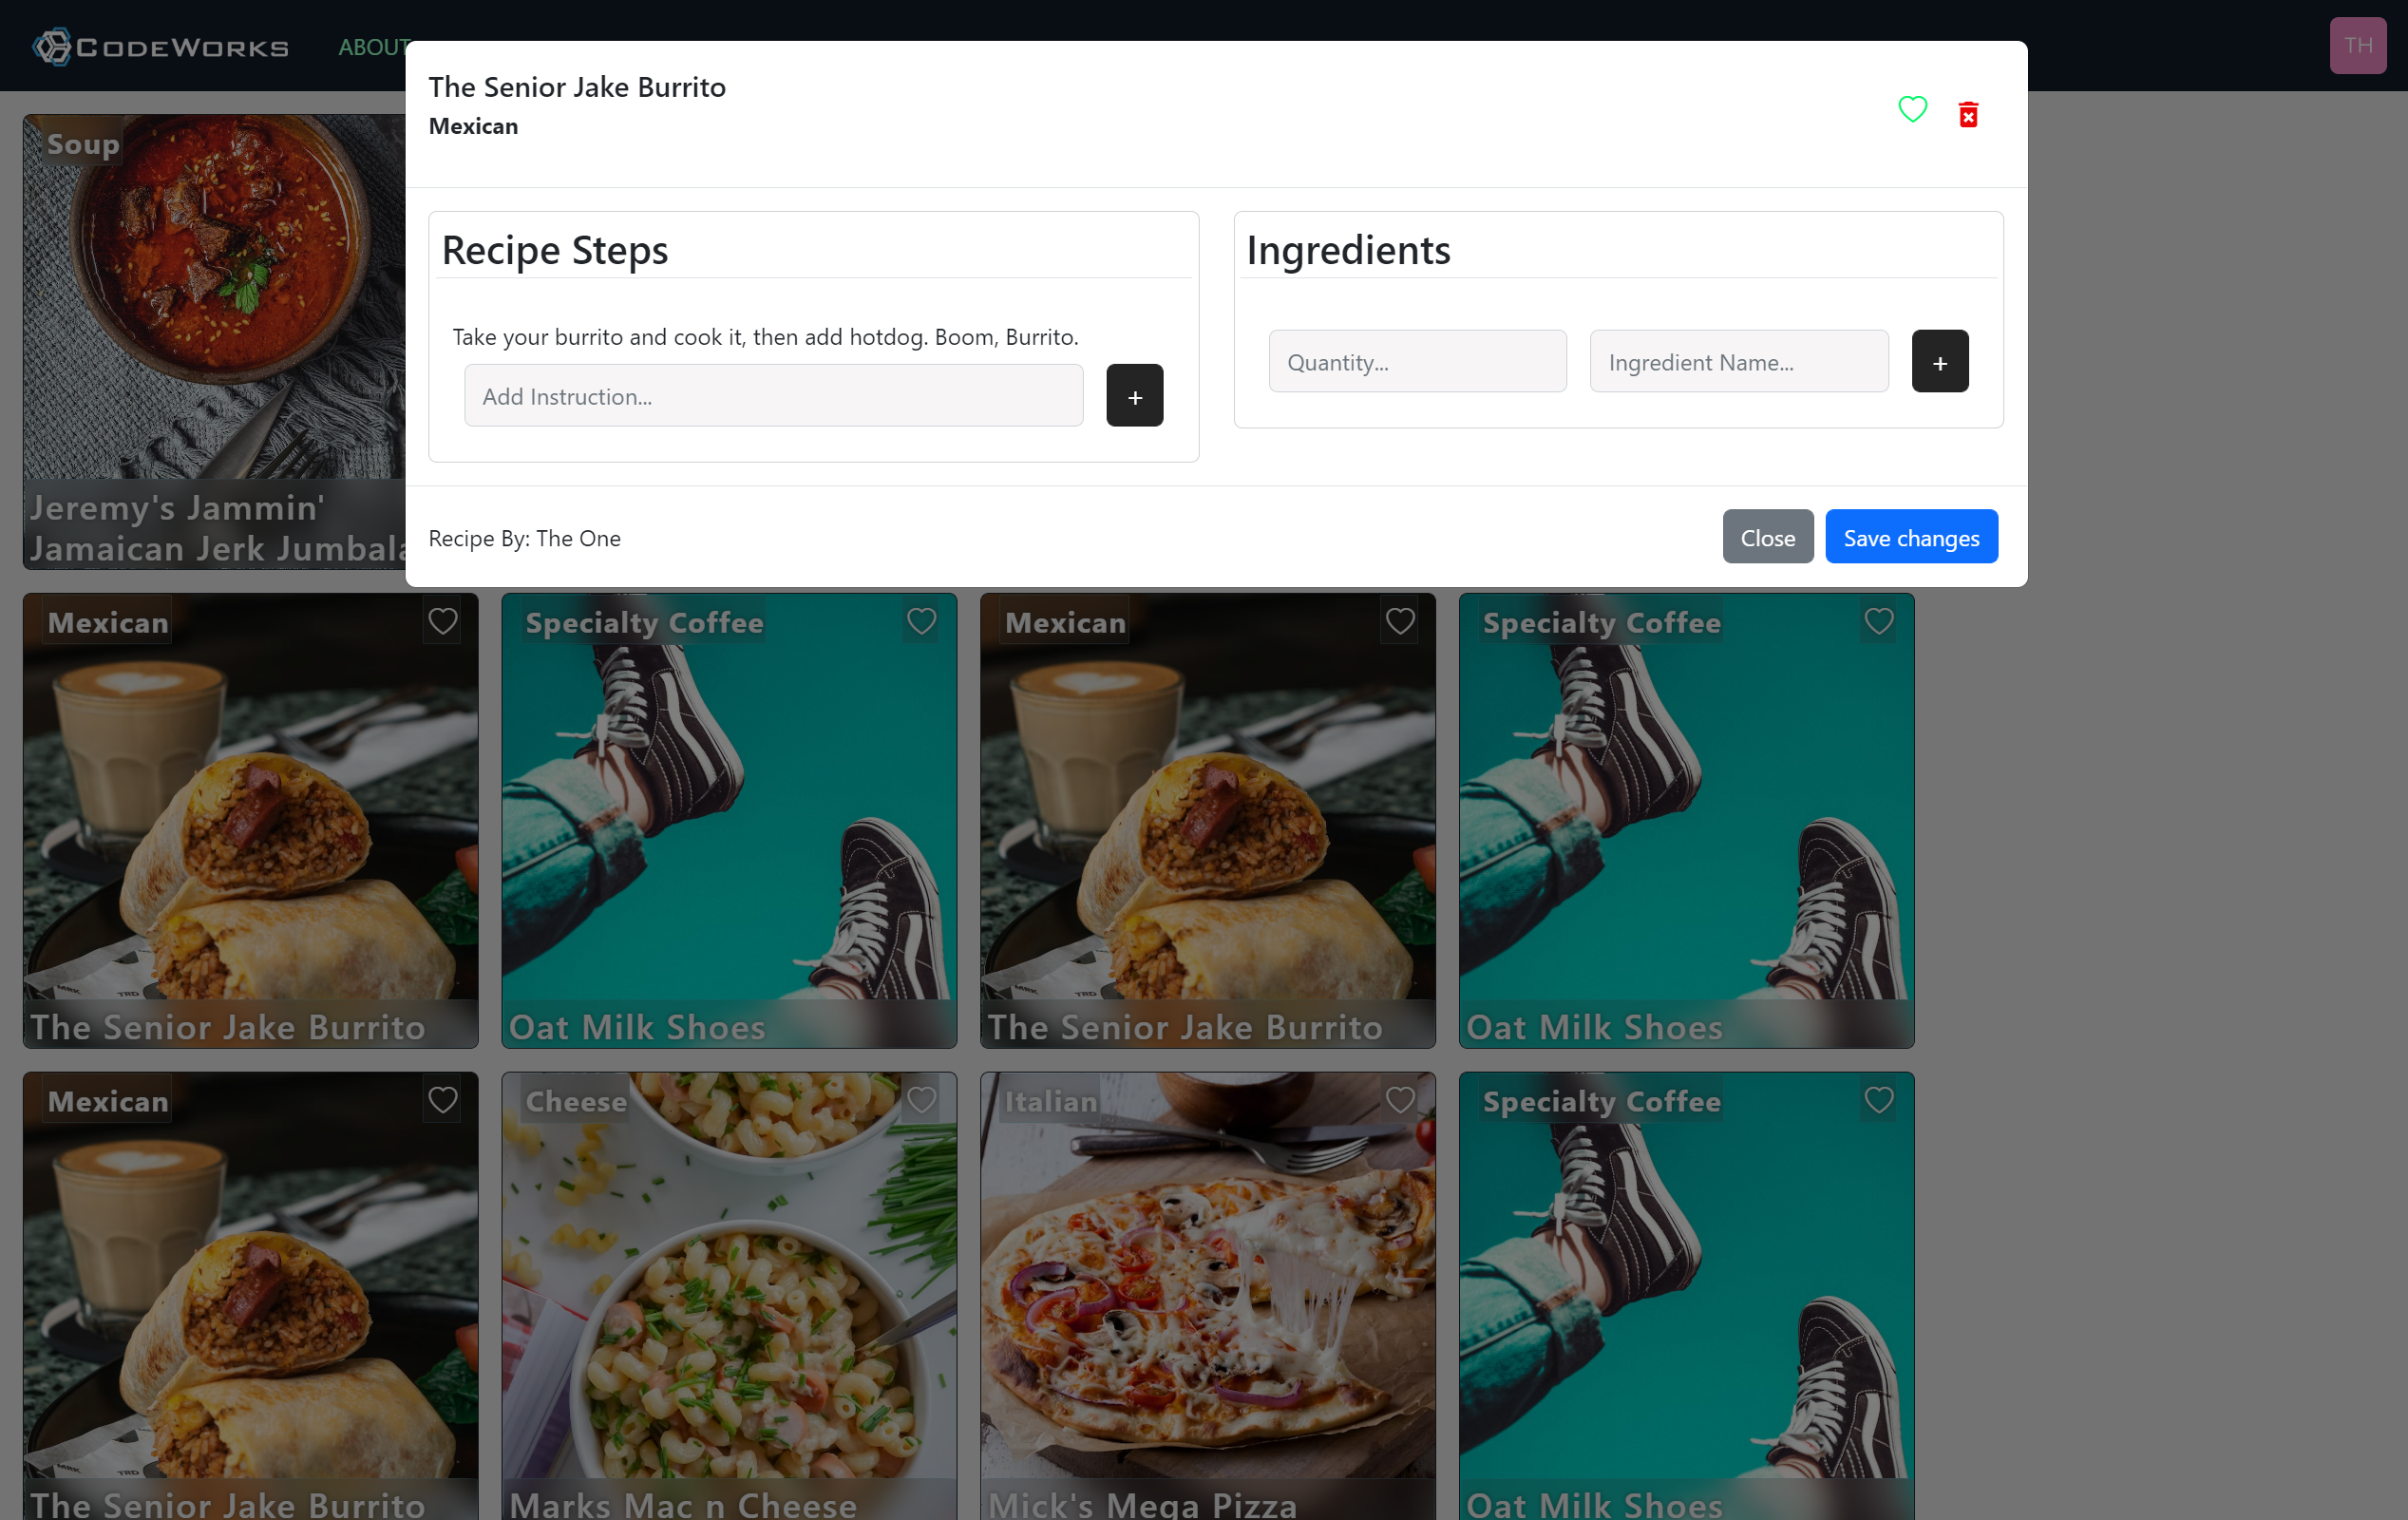 CODEWORKS
ABOUT
TH
The Senior Jake Burrito
Mexican
Recipe Steps
Take your burrito and cook it, then add hotdog. Boom, Burrito.
Add Instruction...
+
Ingredients
Quantity...
Ingredient Name...
+
Recipe By: The One
Close
Save changes
Soup
Jeremy's Jammin'
Jamaican Jerk Jumbala
Mexican
The Senior Jake Burrito
Specialty Coffee
Oat Milk Shoes
Mexican
The Senior Jake Burrito
Specialty Coffee
Oat Milk Shoes
Mexican
The Senior Jake Burrito
Cheese
Marks Mac n Cheese
Italian
Mick's Mega Pizza
Specialty Coffee
Oat Milk Shoes